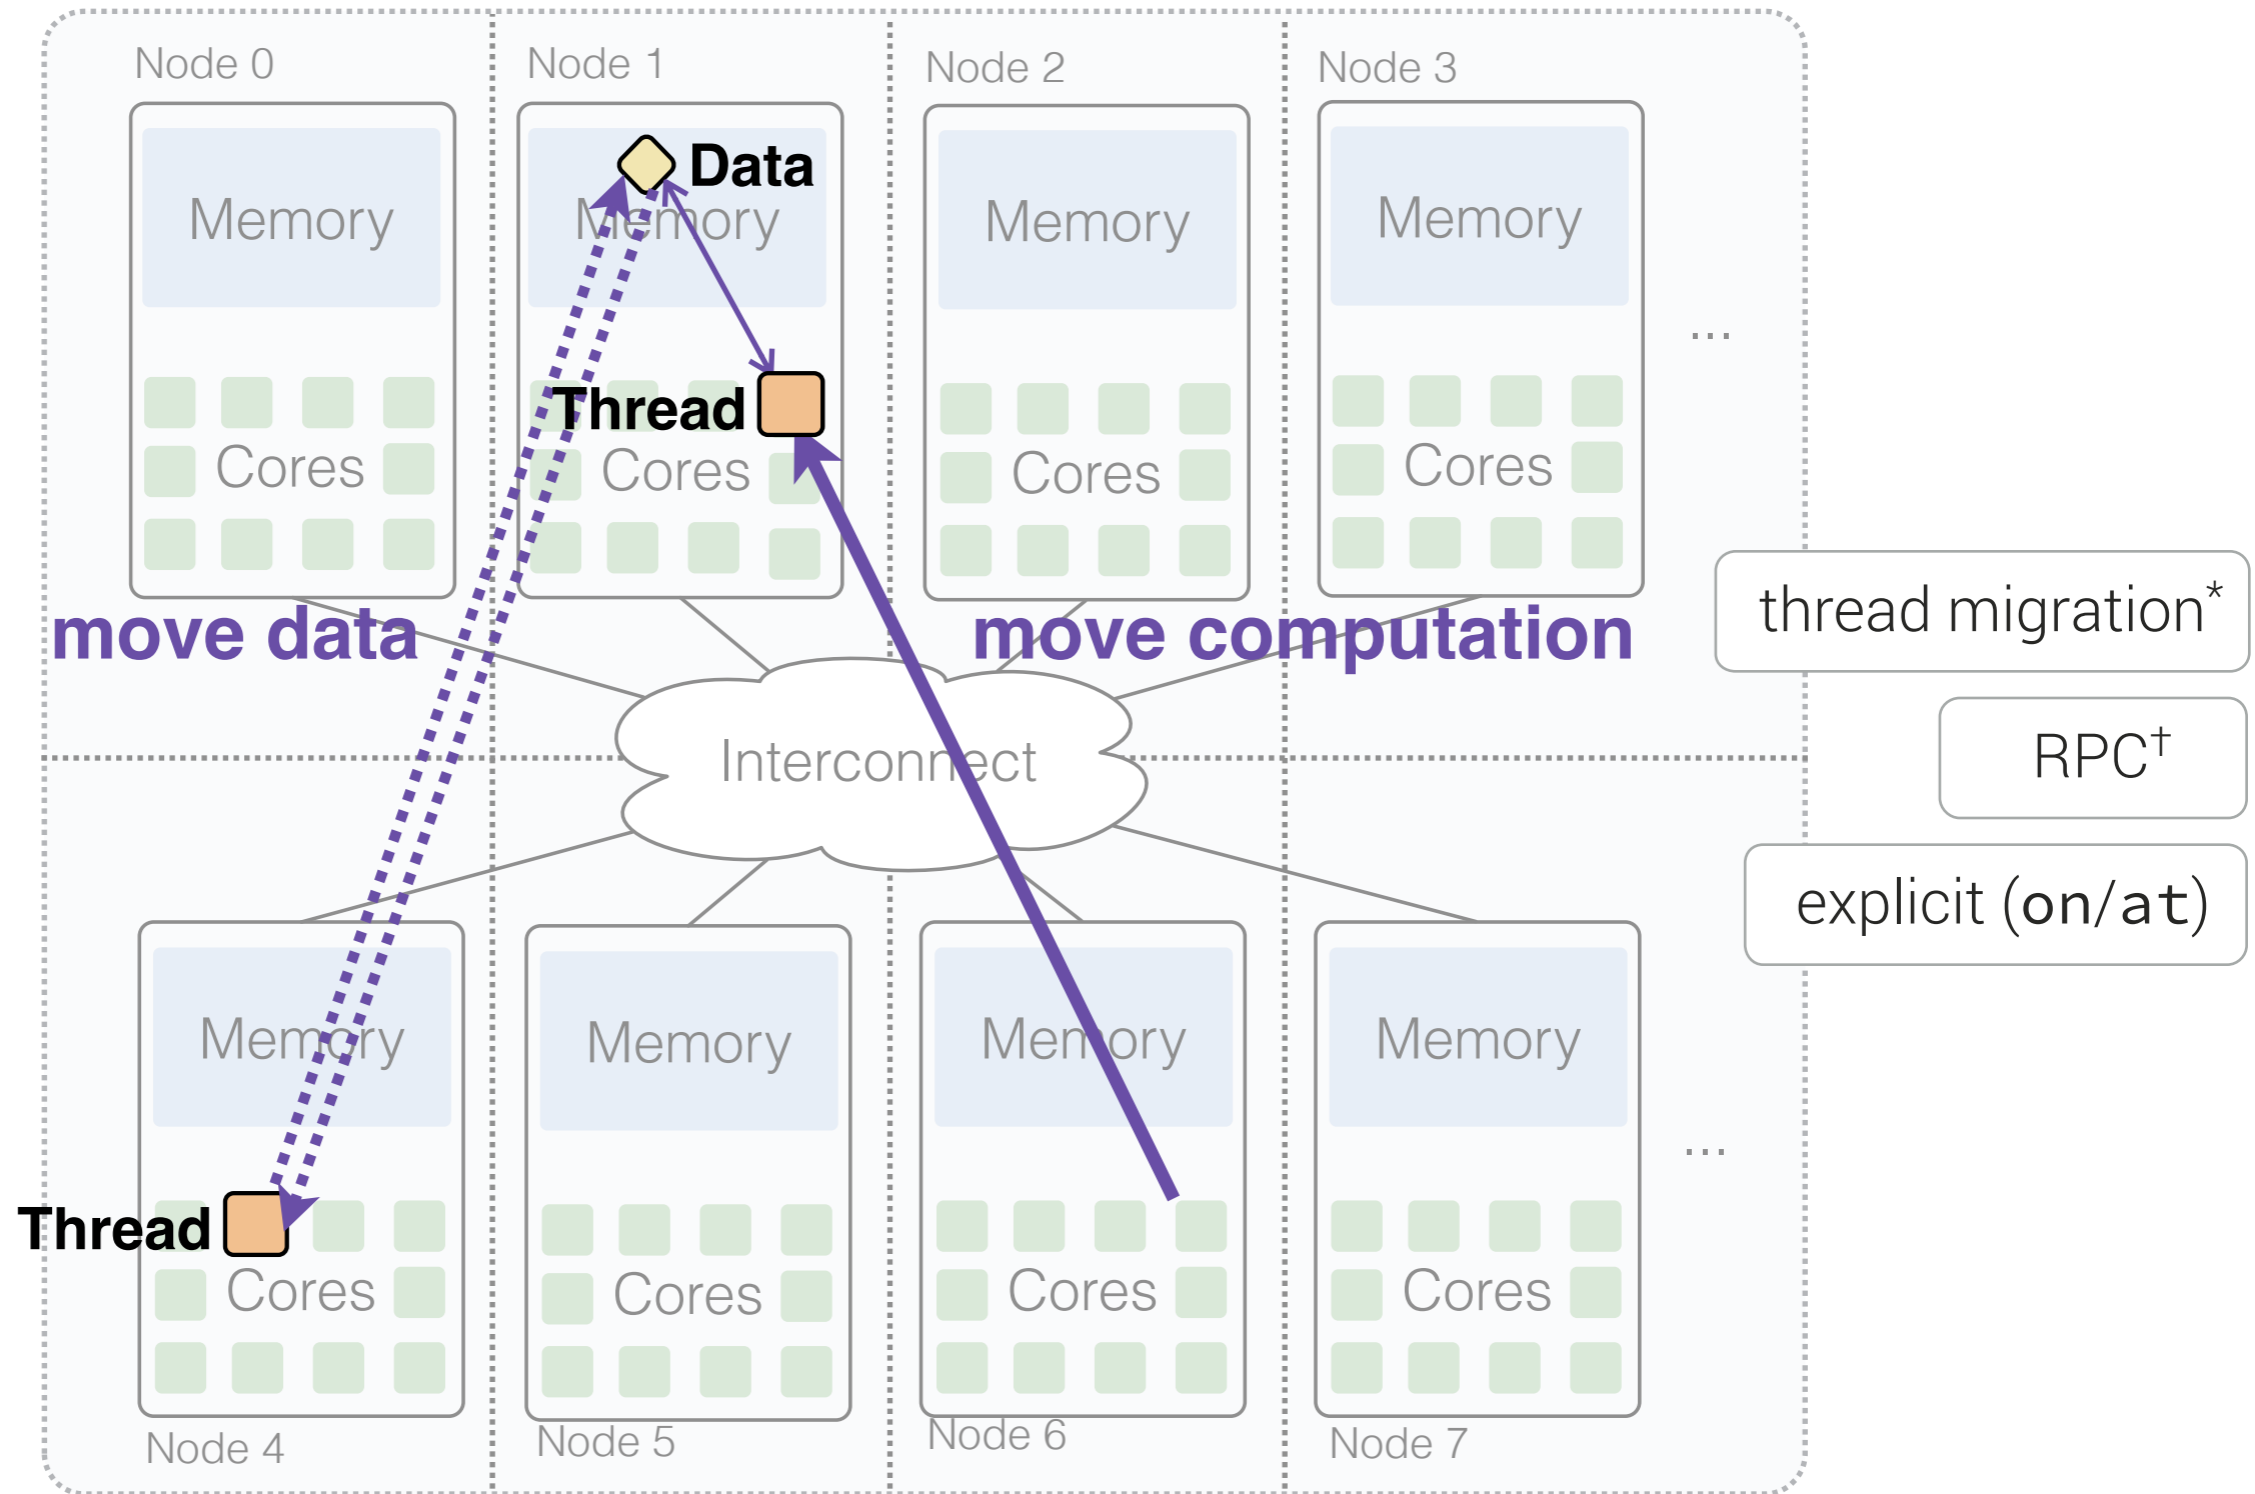 Node 0
Node 1
Node 2
Node 3
Data
Memory
Memory
Memory
Memory
...
Thread
Cores
Cores
Cores
Cores
thread migration*
move data
move computation
RPC†
Interconnect
explicit (on/at)
Memory
Memory
Memory
Memory
...
Thread
Cores
Cores
Cores
Cores
Node 4
Node 5
Node 6
Node 7